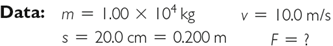 Data: m = 1.00 × 10⁴ kg v = 10.0 m/s
s = 20.0 cm = 0.200 m F = ?